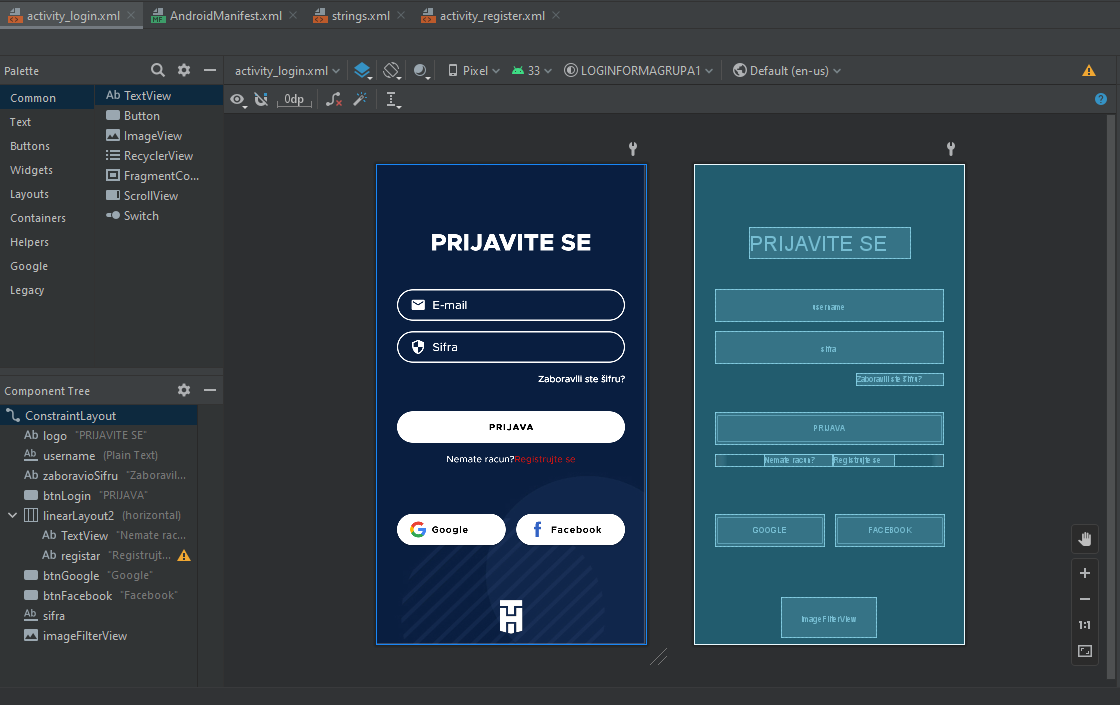 activity_login.xml
AndroidManifest.xml
strings.xml
activity_register.xml
MF
Palette
activity_login.xml
Pixel
33
LOGINFORMAGRUPA1
Default (en-us)
0dp
Common
Text
Buttons
Widgets
Layouts
Containers
Helpers
Google
Legacy
Ab TextView
Button
ImageView
RecyclerView
FragmentCo...
ScrollView
Switch
PRIJAVITE SE
E-mail
Sifra
Zaboravili ste šifru?
PRIJAVA
Nemate racun?Registrujte se
Google
Facebook
PRIJAVITE SE
username
sifra
Zaboravili ste šifru?
PRIJAVA
Nemate racun?
Registrujte se
GOOGLE
FACEBOOK
ImageFilterView
Component Tree
ConstraintLayout
Ab logo "PRIJAVITE SE"
Ab username (Plain Text)
Ab zaboravioSifru "Zaboravil...
btnLogin "PRIJAVA"
linearLayout2 (horizontal)
Ab TextView "Nemate rac...
Ab registar "Registrujt...
btnGoogle "Google"
btnFacebook "Facebook"
Ab sifra
imageFilterView
1:1